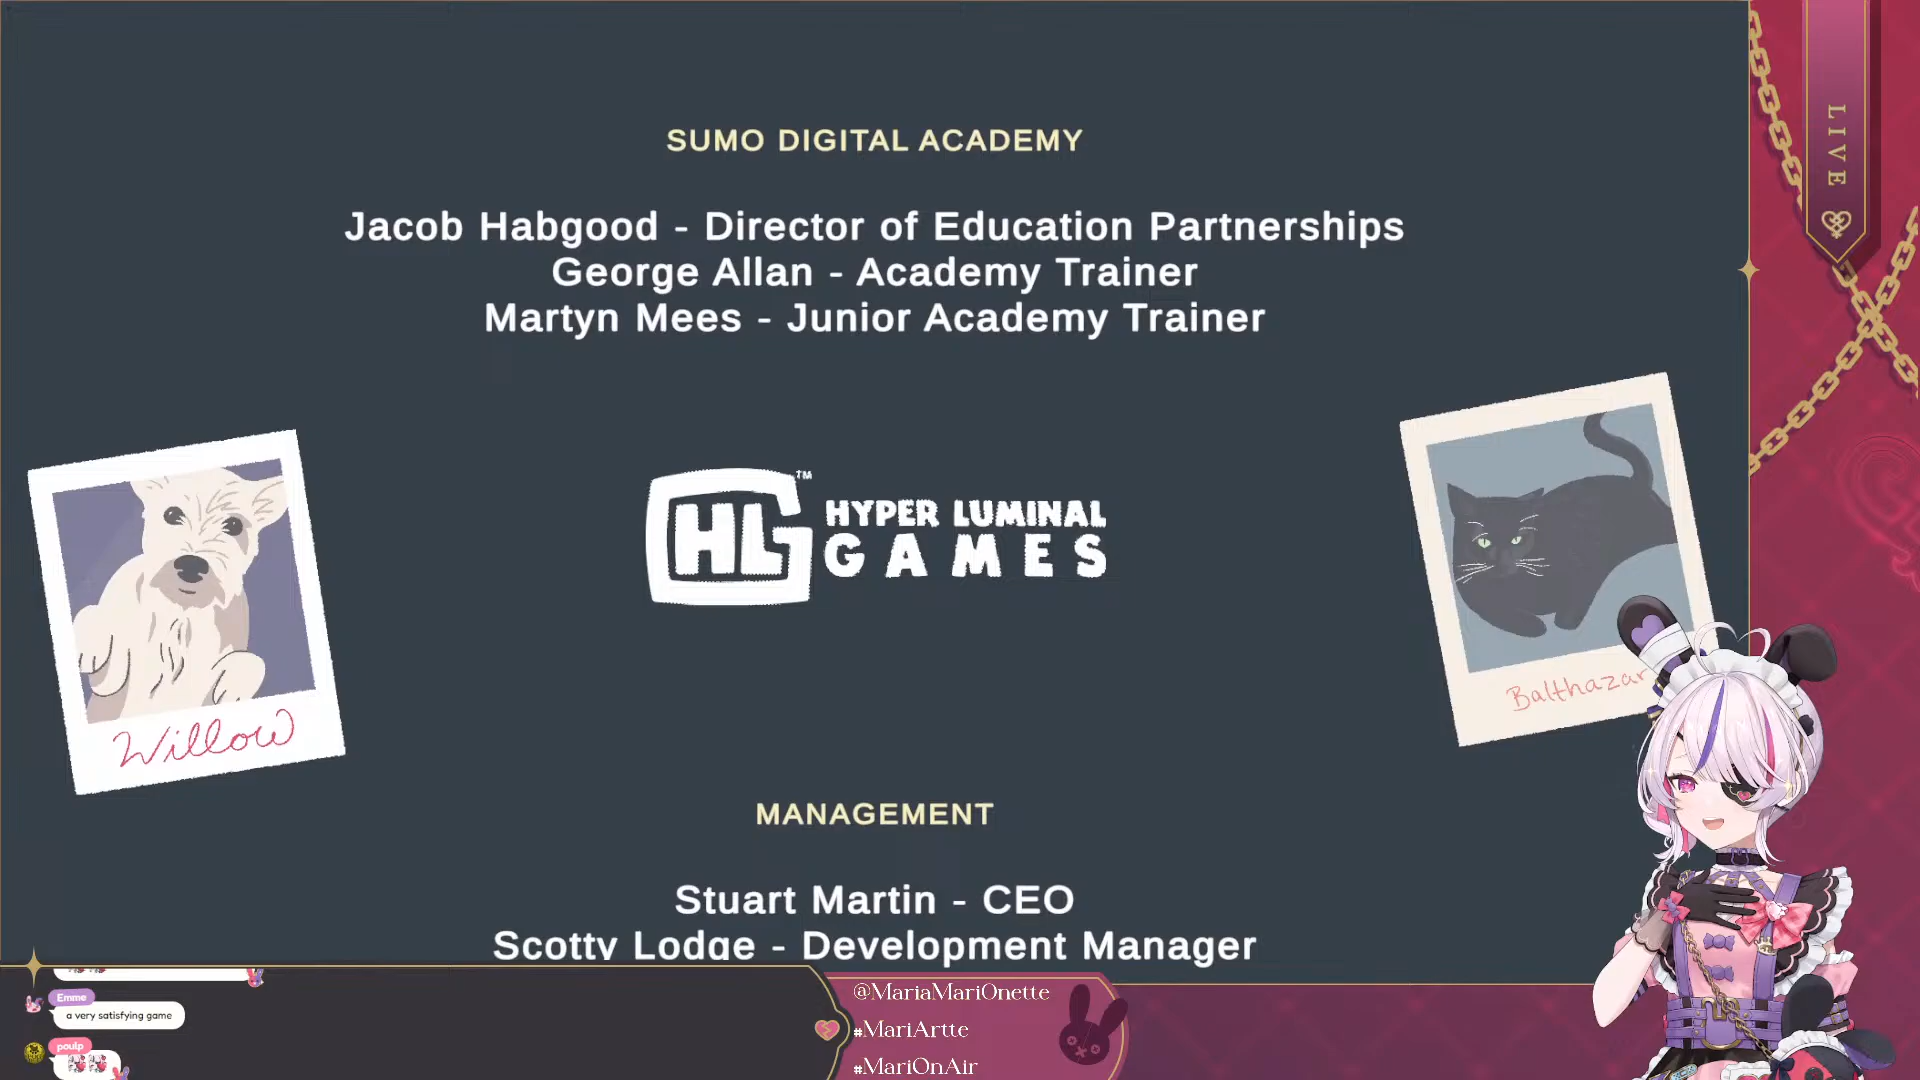 SUMO DIGITAL ACADEMY
Jacob Habgood - Director of Education Partnerships
George Allan - Academy Trainer
Martyn Mees - Junior Academy Trainer
HLG™ HYPER LUMINAL
GAMES
Willow
Balthazar
MANAGEMENT
Stuart Martin - CEO
Scotty Lodge - Development Manager
LIVE
Emme
a very satisfying game
poulp
@MariaMariOnette
#MariArtte
#MariOnAir